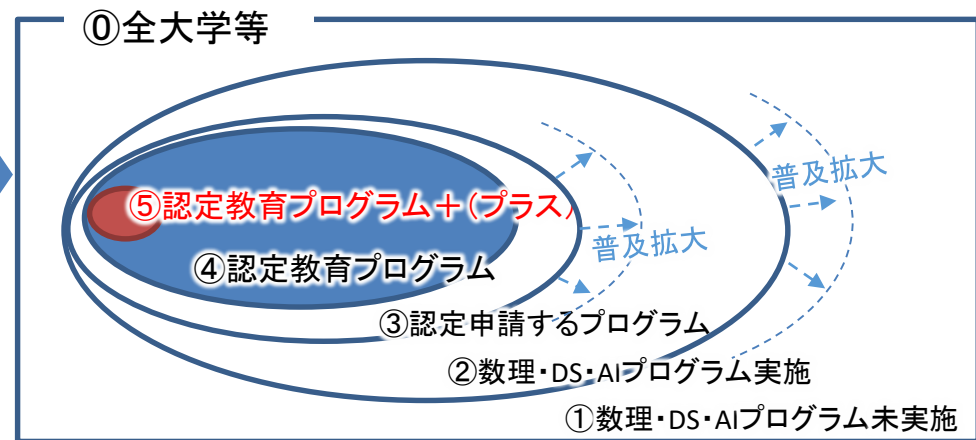 ⓪全大学等
普及拡大
⑤認定教育プログラム＋（プラス）
普及拡大
④認定教育プログラム
③認定申請するプログラム
②数理・DS・AIプログラム実施
①数理・DS・AIプログラム未実施